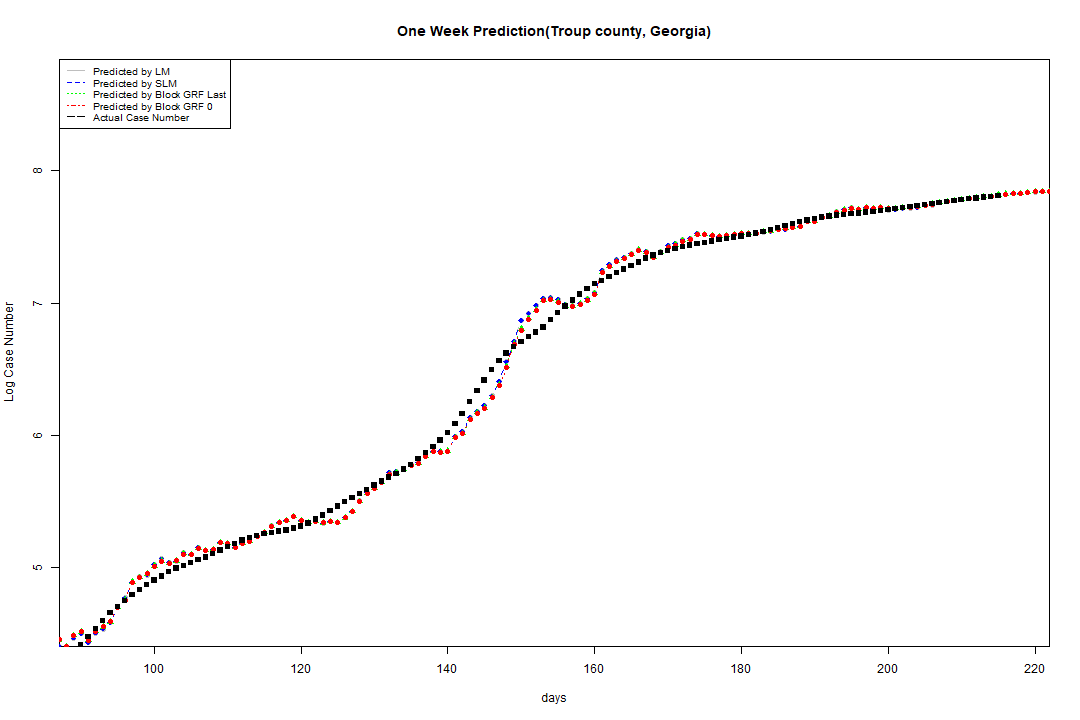 One Week Prediction(Troup county, Georgia)
Predicted by LM
Predicted by SLM
Predicted by Block GRF Last
Predicted by Block GRF 0
Actual Case Number
8
7
6
5
Log Case Number
100 120 140 160 180 200 220
days